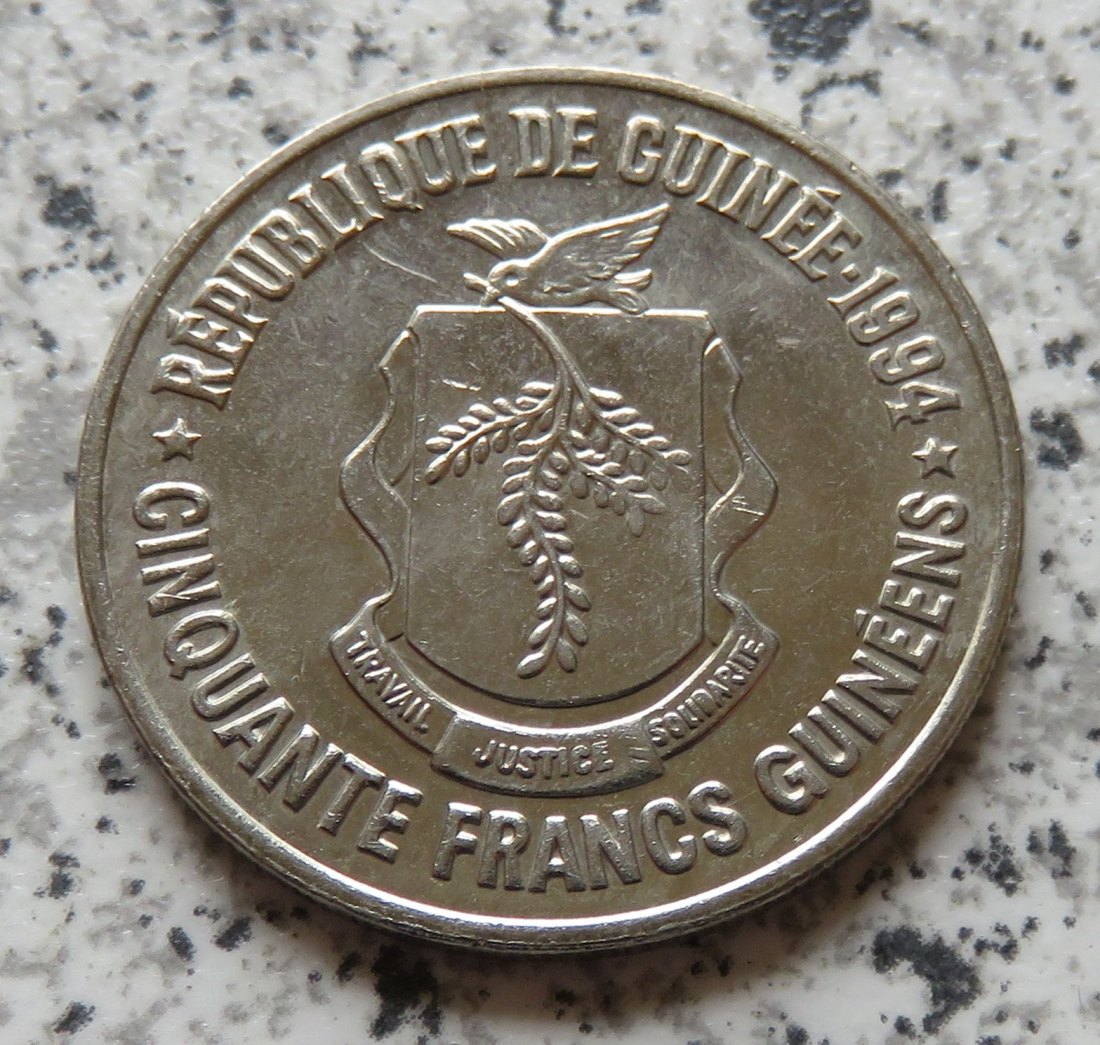 RÉPUBLIQUE DE GUINÉE·1994
TRAVAIL
JUSTICE
SOLIDARITE
CINQUANTE FRANCS GUINÉENS